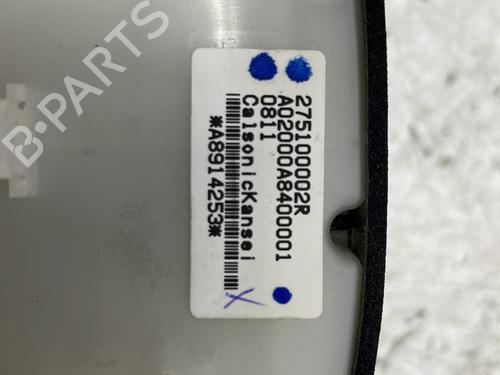 275100002R
A02000A8400001
0811
CalsonicKansei
*A8914253*
B-PARTS